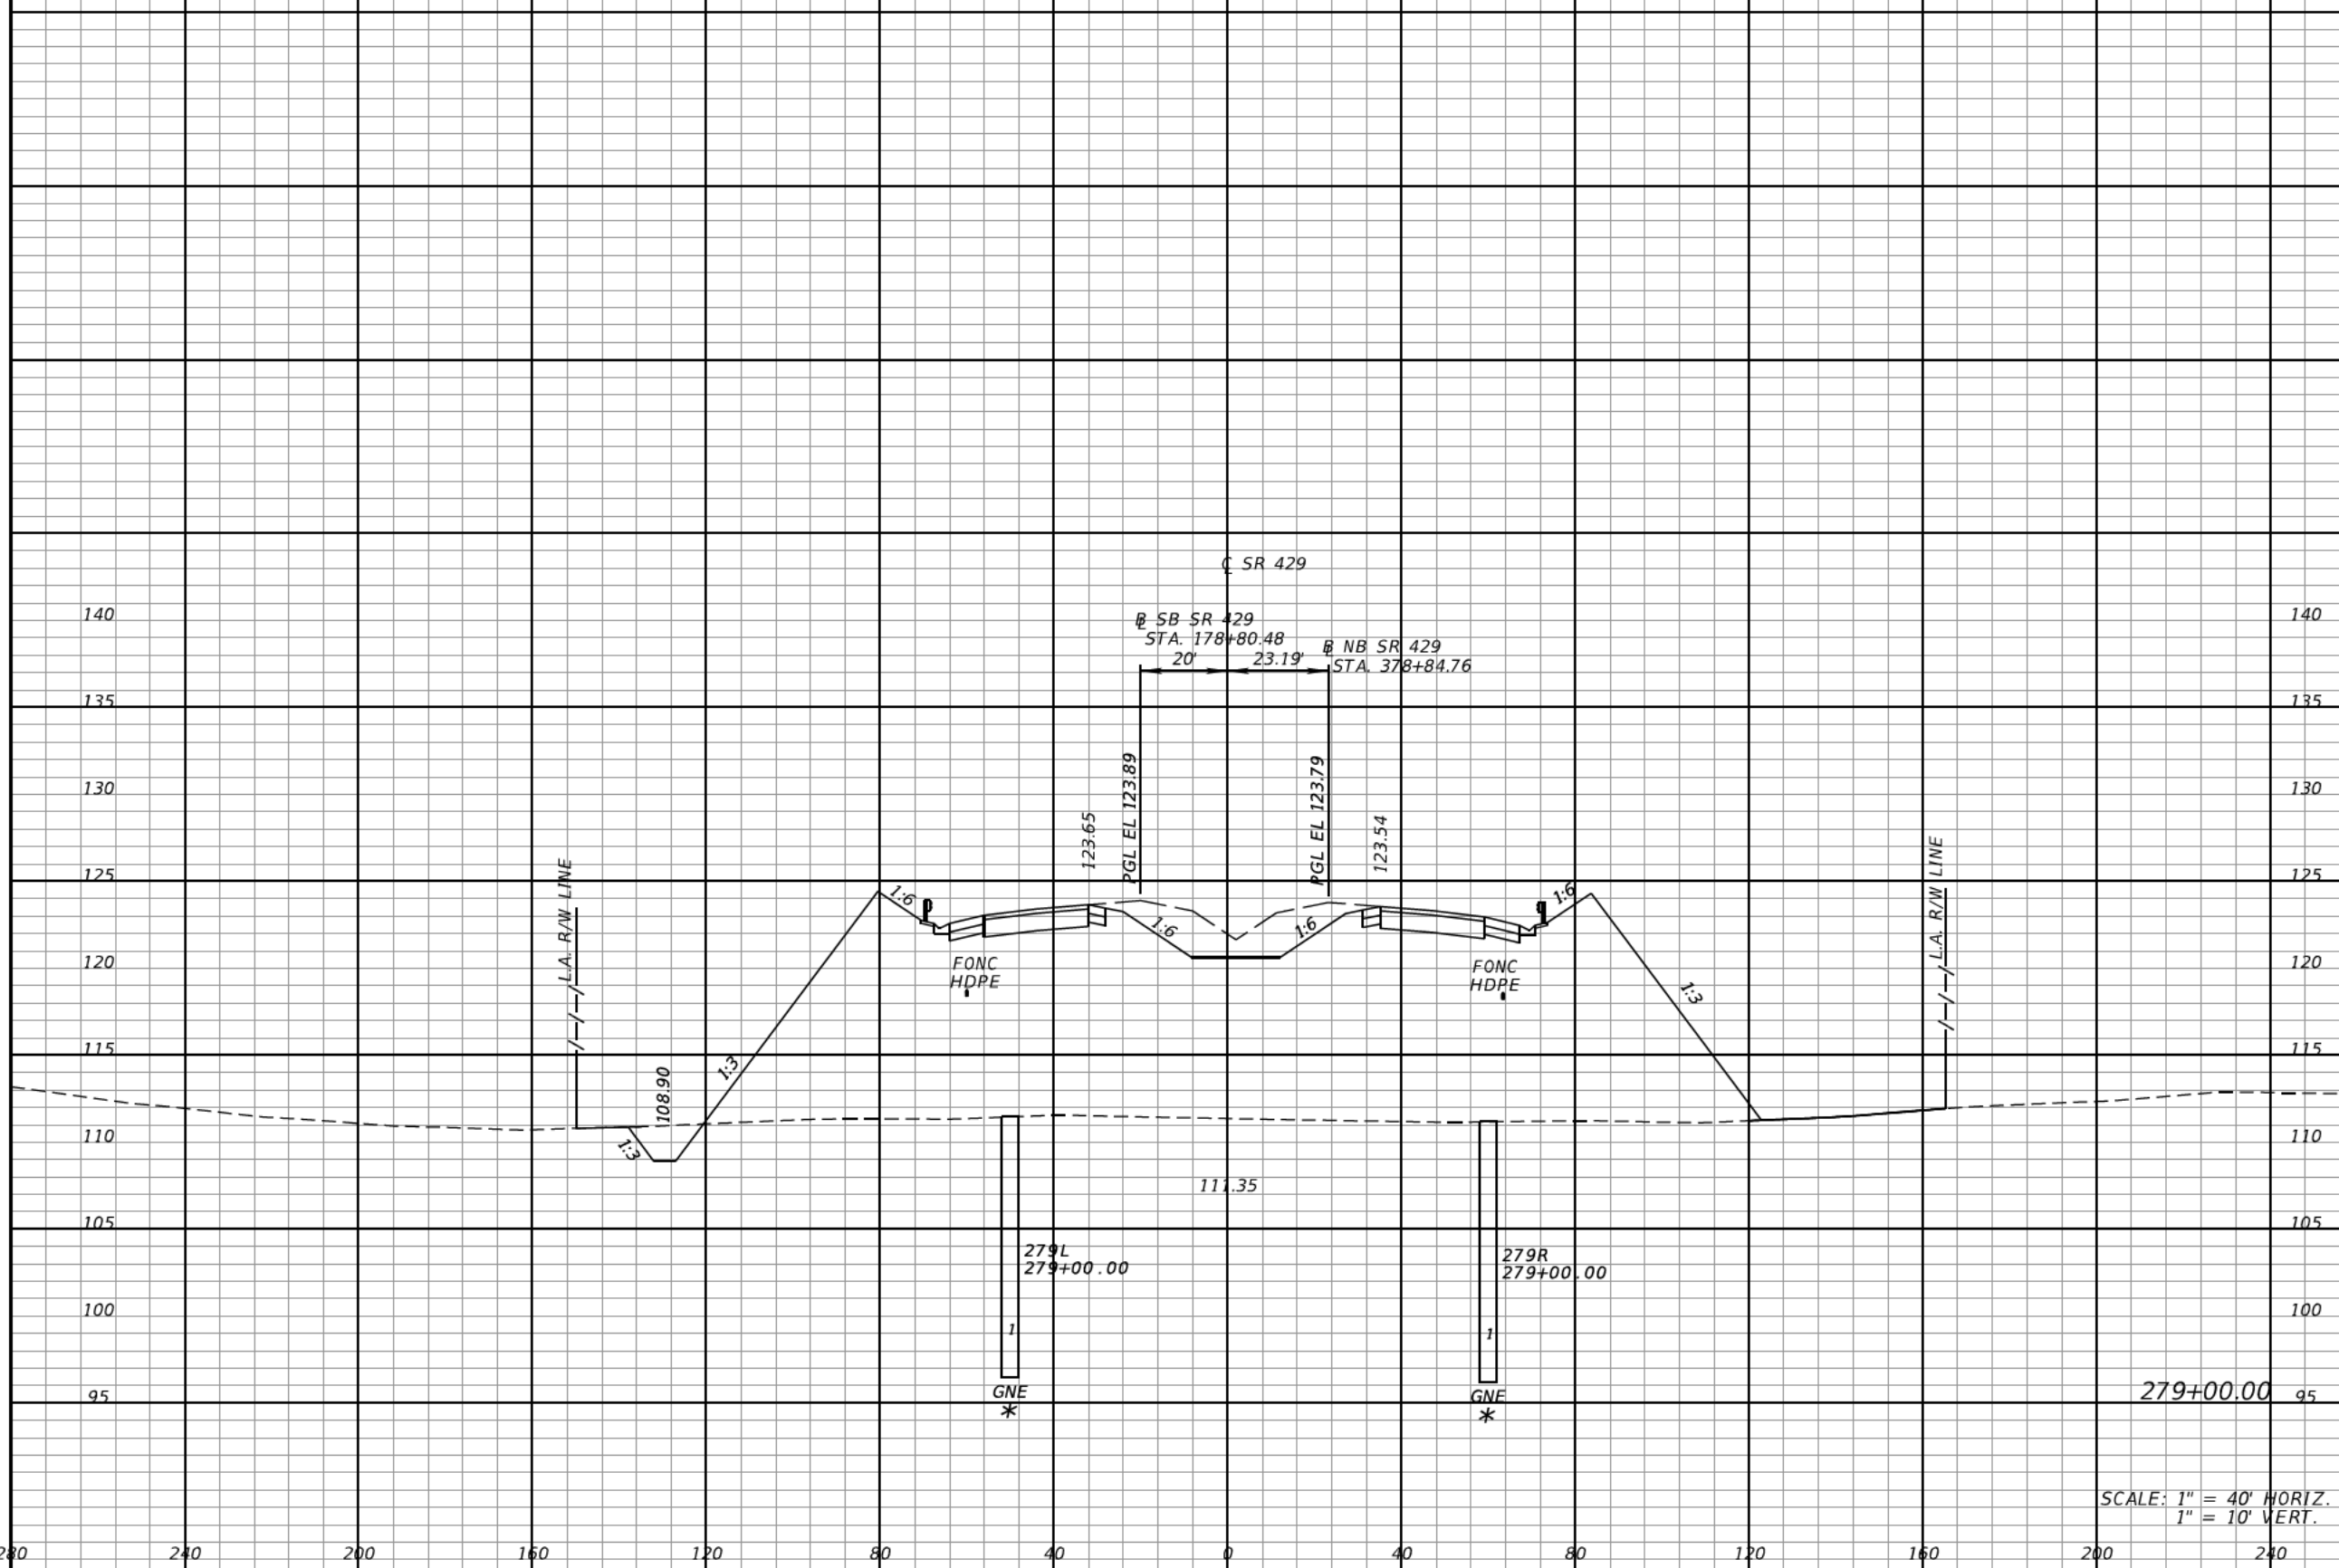 ℄ SR 429
140
℄ SB SR 429
140
STA. 178+80.48
℄ NB SR 429
20'
23.19'
STA. 378+84.76
135
135
130
PGL EL 123.89
PGL EL 123.79
130
123.65
123.54
L.A. R/W LINE
L.A. R/W LINE
125
125
1:6
1:6
1:6
1:6
120
FONC
HDPE
FONC
HDPE
120
1:3
115
1:3
115
108.90
110
1:3
110
111.35
105
105
279L
279+00.00
279R
279+00.00
100
100
1
1
GNE
*
GNE
*
95
279+00.00
95
SCALE: 1" = 40' HORIZ.
1" = 10' VERT.
280 240 200 160 120 80 40 0 40 80 120 160 200 240